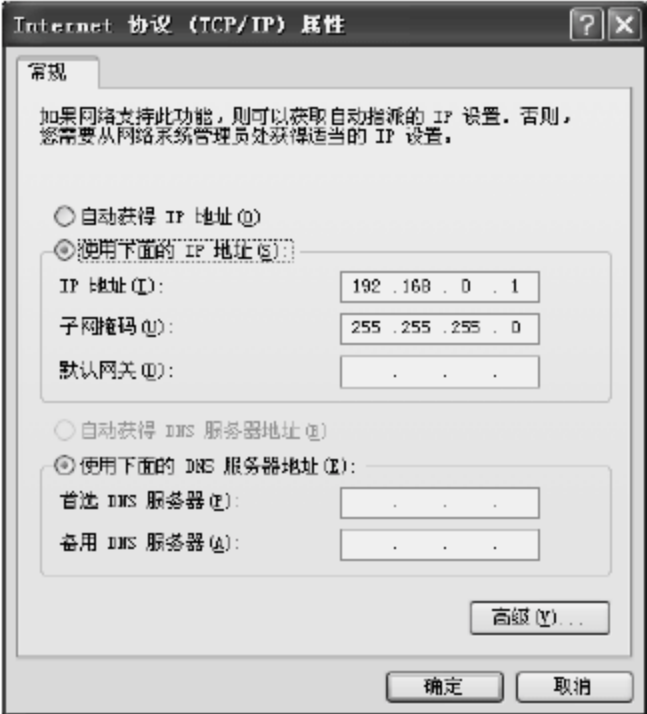 Internet 协议 (TCP/IP) 属性
常规
如果网络支持此功能，则可以获取自动指派的 IP 设置。否则，
您需要从网络系统管理员处获得适当的 IP 设置。
自动获得 IP 地址(O)
使用下面的 IP 地址(S):
IP 地址(I): 192 .168 . 0 . 1
子网掩码(U): 255 .255 .255 . 0
默认网关(D): . . .
自动获得 DNS 服务器地址(B)
使用下面的 DNS 服务器地址(E):
首选 DNS 服务器(P): . . .
备用 DNS 服务器(A): . . .
高级(V)...
确定 取消